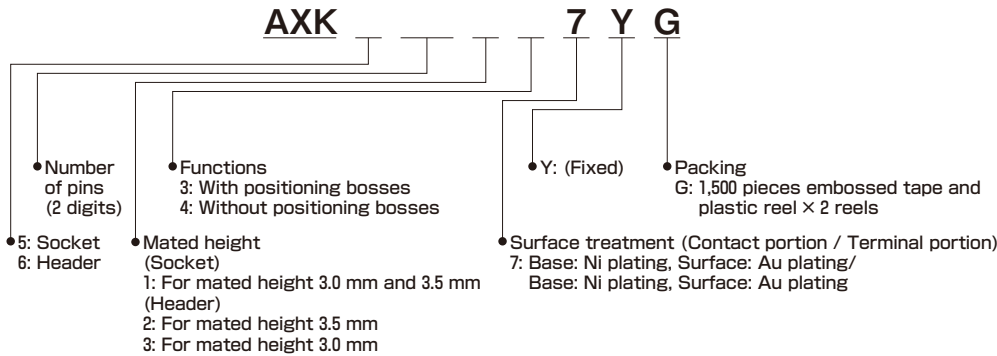 AXK 7 Y G
Number
of pins
(2 digits)
Functions
3: With positioning bosses
4: Without positioning bosses
Y: (Fixed)
Packing
G: 1,500 pieces embossed tape and
plastic reel × 2 reels
5: Socket
6: Header
Mated height
(Socket)
1: For mated height 3.0 mm and 3.5 mm
(Header)
2: For mated height 3.5 mm
3: For mated height 3.0 mm
Surface treatment (Contact portion / Terminal portion)
7: Base: Ni plating, Surface: Au plating/
Base: Ni plating, Surface: Au plating